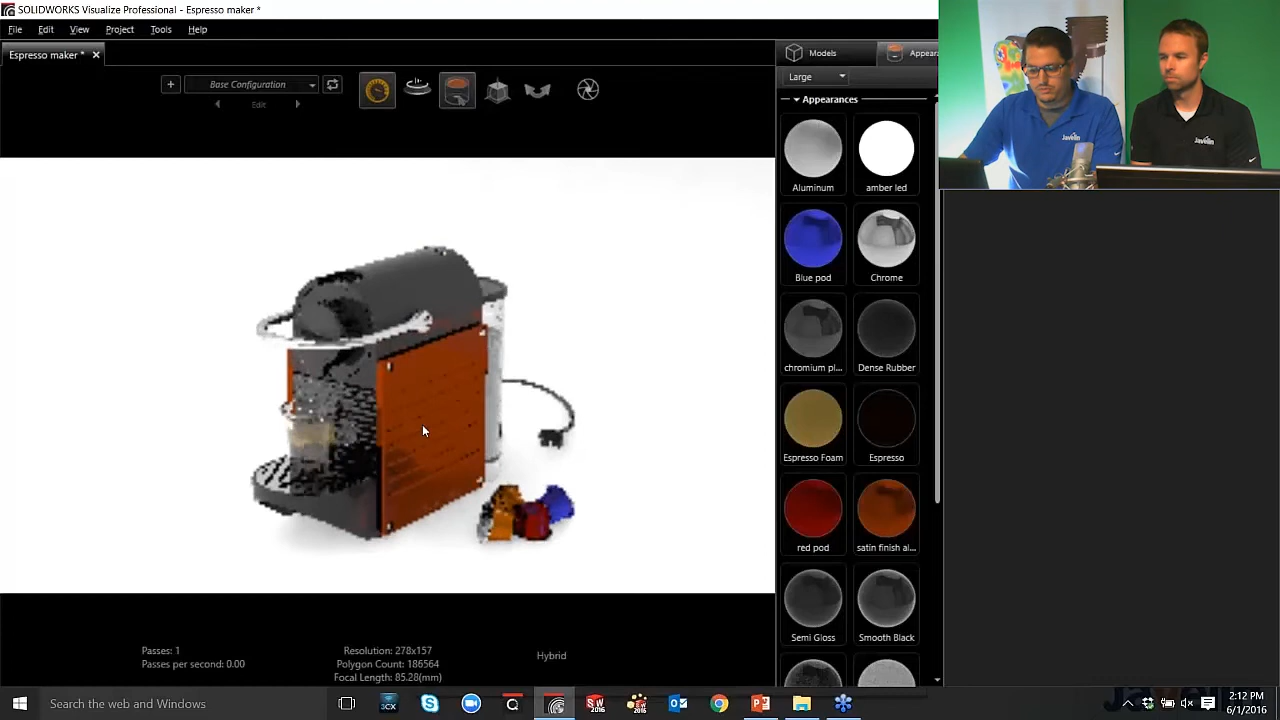 SOLIDWORKS Visualize Professional - Espresso maker *
File Edit View Project Tools Help
Espresso maker *
Models
Base Configuration
Edit
Large
Appearances
Aluminum
amber led
Blue pod
Chrome
chromium pl...
Dense Rubber
Espresso Foam
Espresso
red pod
satin finish al...
Semi Gloss
Smooth Black
Javelin
Javelin
Passes: 1
Passes per second: 0.00
Resolution: 278x157
Polygon Count: 186564
Focal Length: 85.28(mm)
Hybrid
Search the web and Windows
2:12 PM
6/1/2016